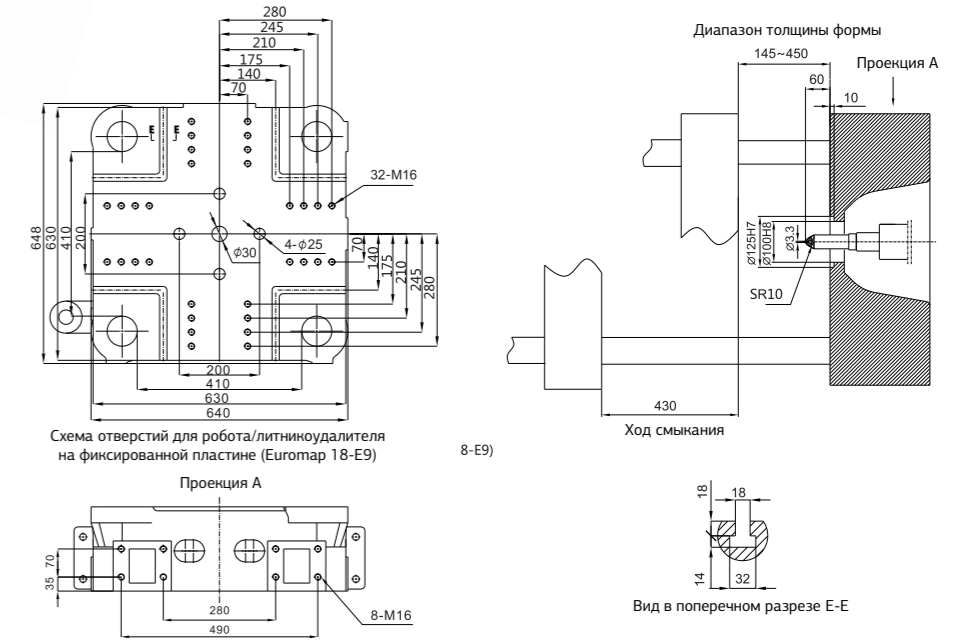 280
245
210
175
140
70
E E
32-M16
4-ϕ25
ϕ30
648
630
410
200
70
140
175
210
245
280
200
410
630
640
Схема отверстий для робота/литникоудалителя
на фиксированной пластине (Euromap 18-E9)
8-E9)
Проекция А
70
35
280
490
8-M16
Диапазон толщины формы
145~450
Проекция А
60
10
Ø125H7
Ø100H8
Ø3.3
SR10
430
Ход смыкания
18
18
14
32
Вид в поперечном разрезе E-E